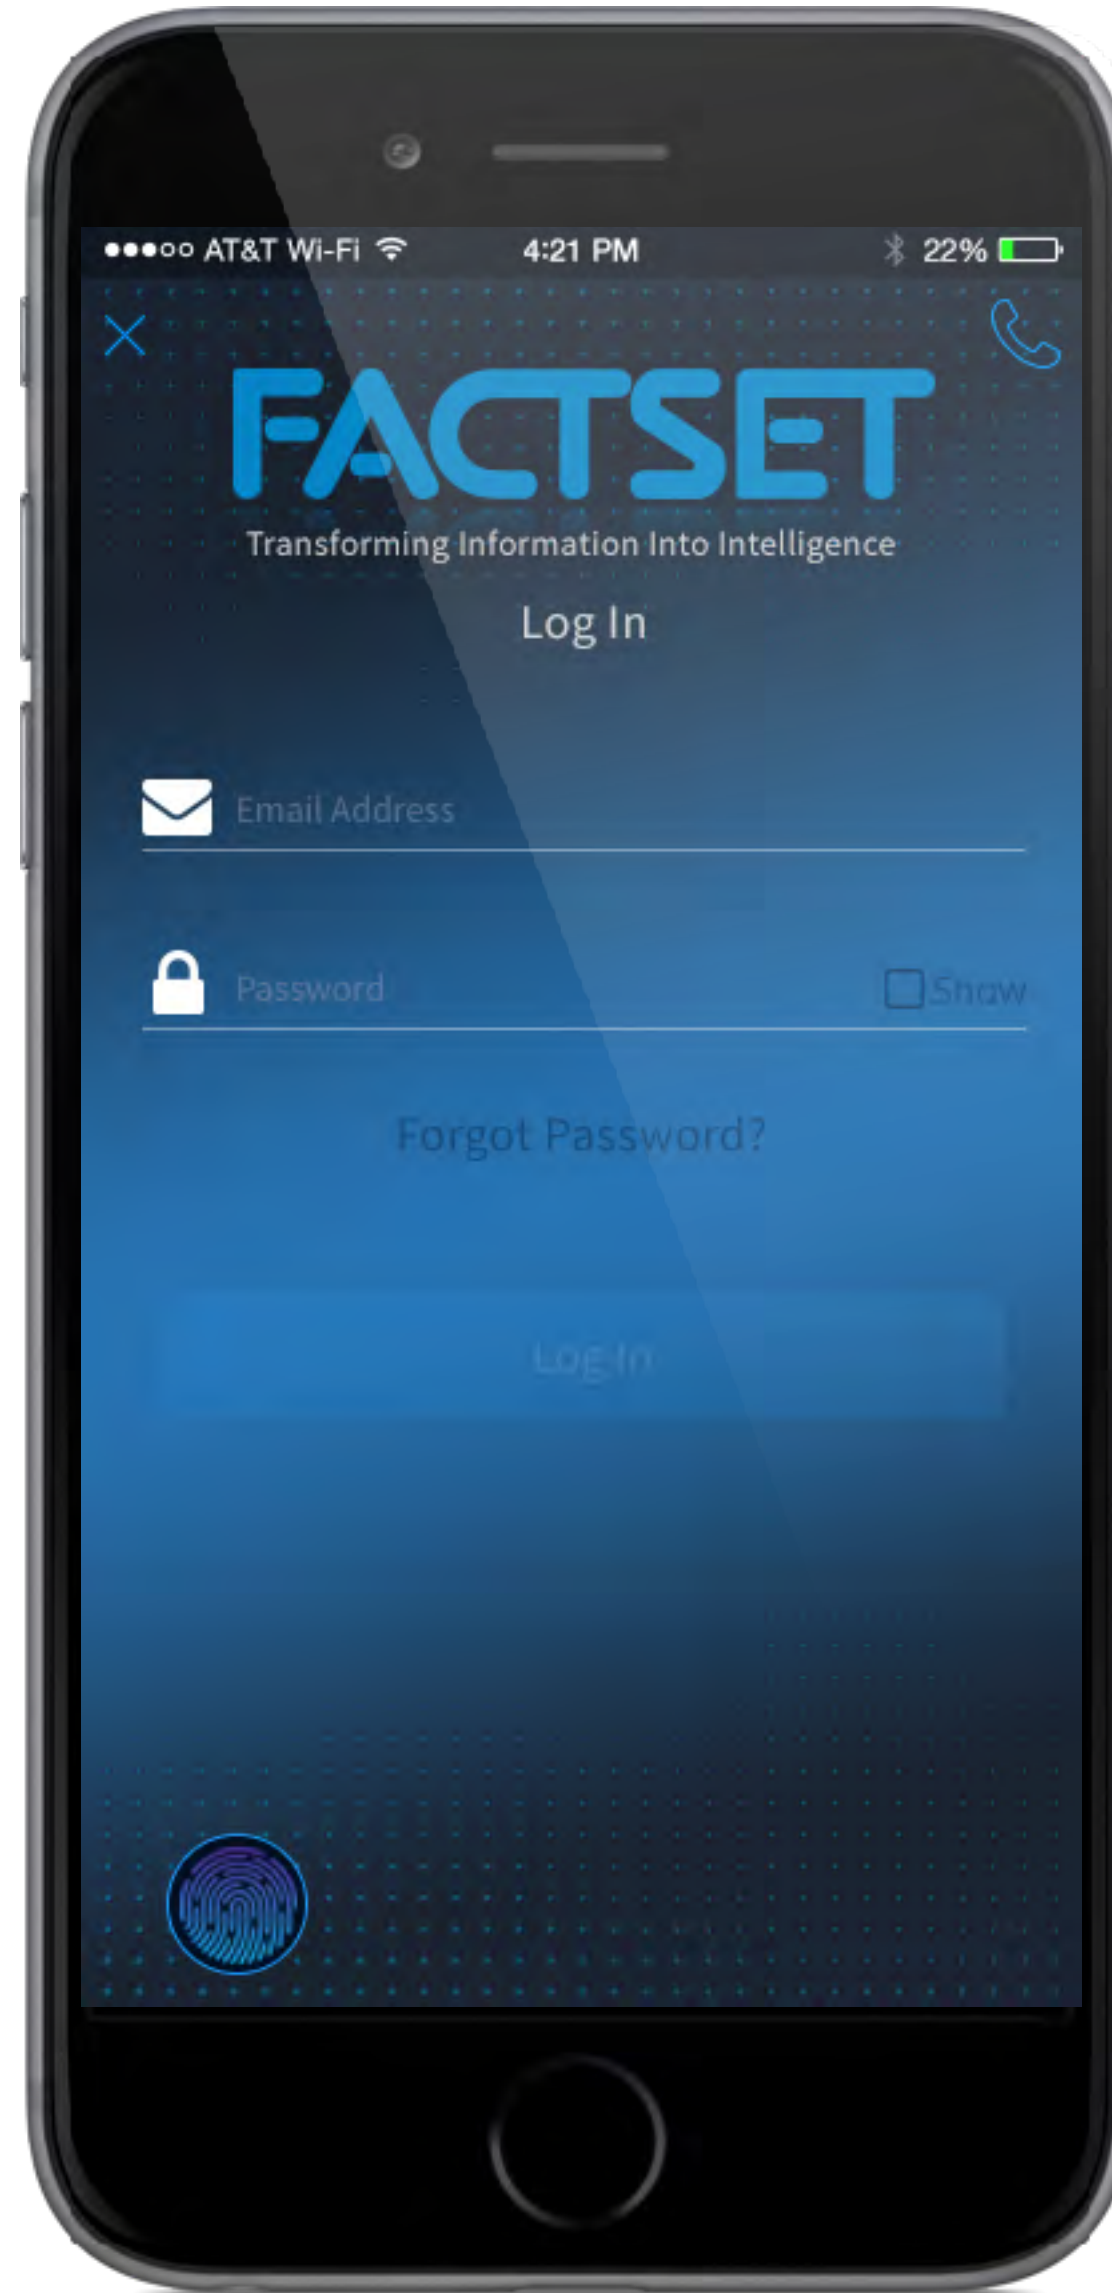 AT&T Wi-Fi 4:21 PM 22%
FACTSET
Transforming Information Into Intelligence
Log In
Email Address
Password Show
Forgot Password?
Log In